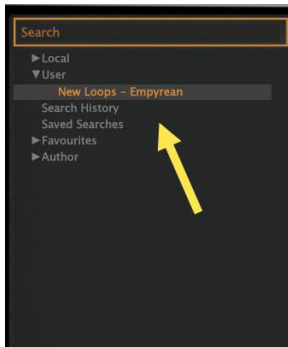 Search
►Local
▼User
New Loops – Empyrean
Search History
Saved Searches
►Favourites
►Author